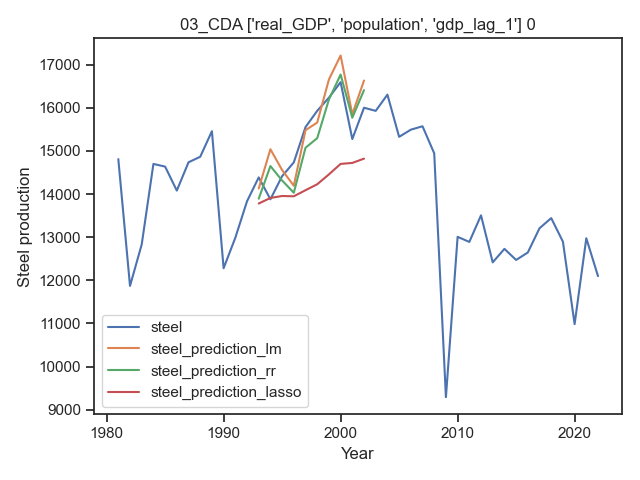 03_CDA ['real_GDP', 'population', 'gdp_lag_1'] 0
Steel production
17000
16000
15000
14000
13000
12000
11000
10000
9000
steel
steel_prediction_lm
steel_prediction_rr
steel_prediction_lasso
1980
1990
2000
2010
2020
Year